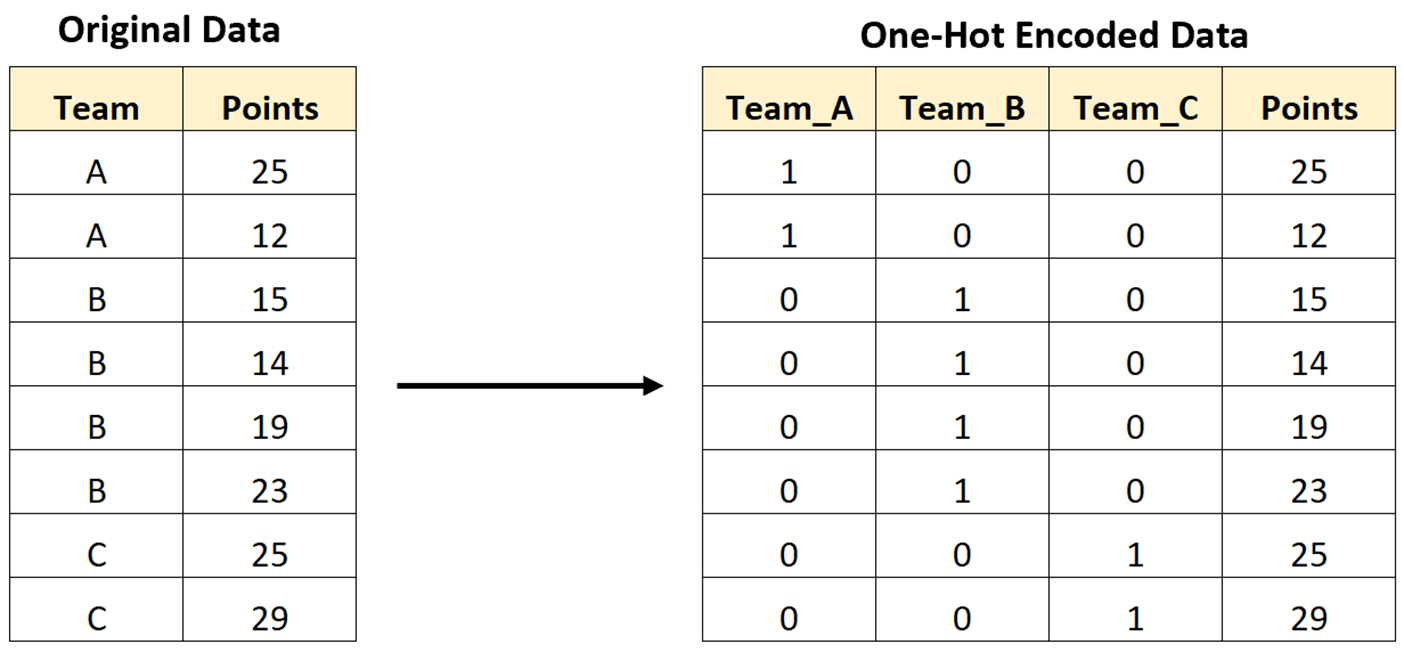 Original Data
Team Points
A 25
A 12
B 15
B 14
B 19
B 23
C 25
C 29
One-Hot Encoded Data
Team_A Team_B Team_C Points
1 0 0 25
1 0 0 12
0 1 0 15
0 1 0 14
0 1 0 19
0 1 0 23
0 0 1 25
0 0 1 29